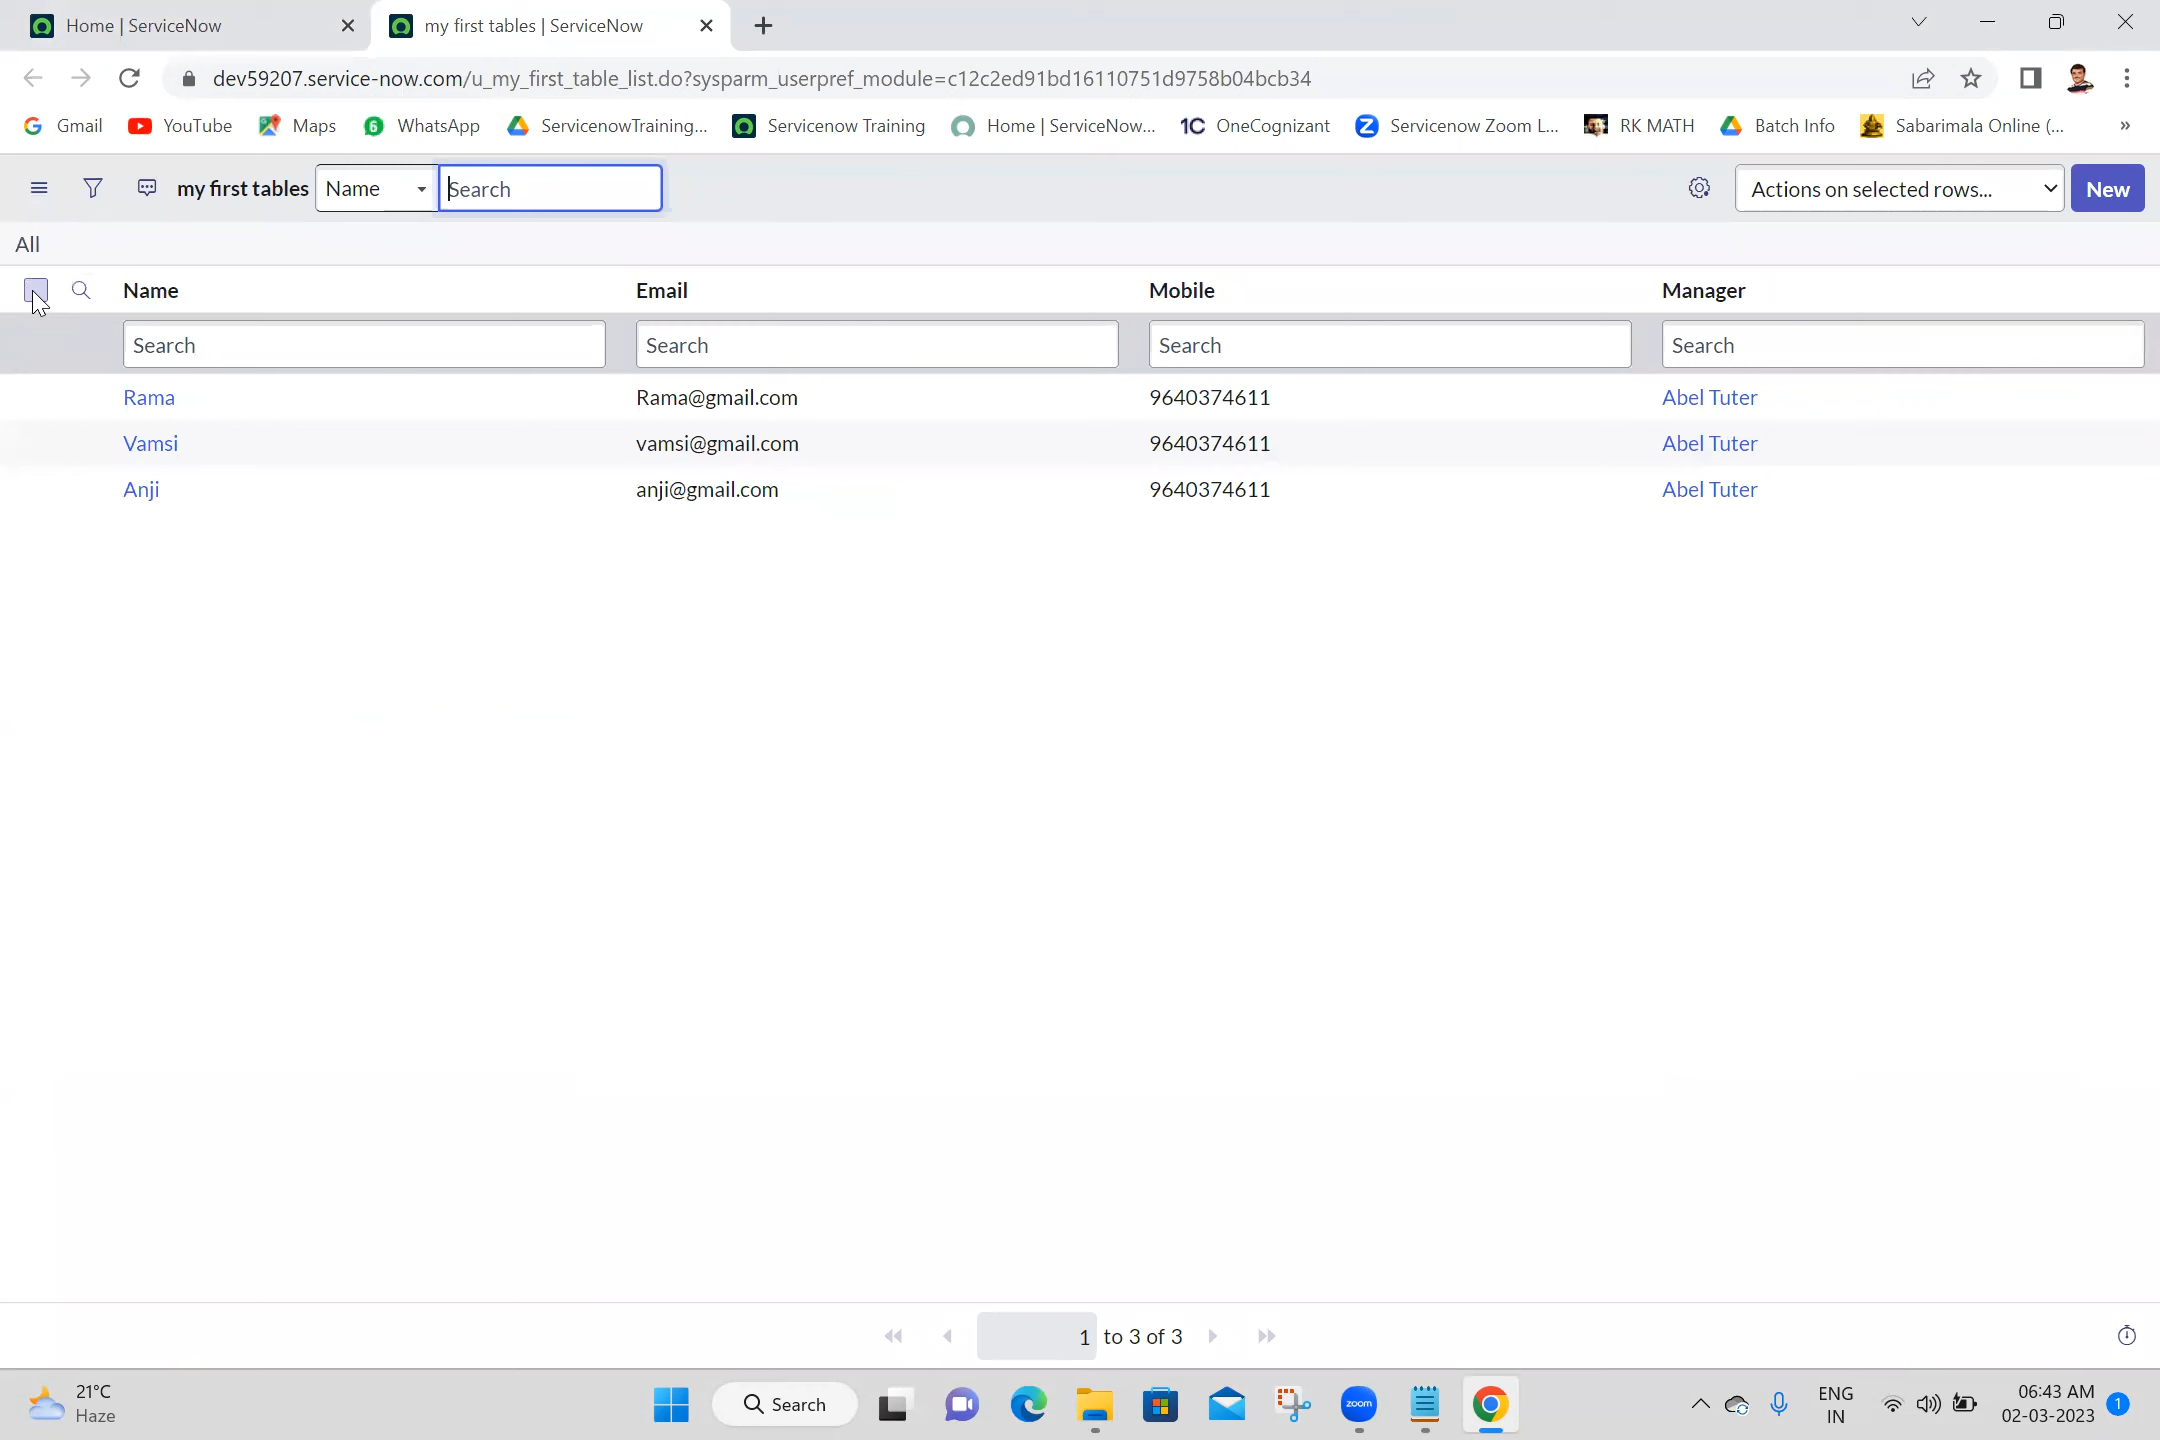 Home | ServiceNow
my first tables | ServiceNow
dev59207.service-now.com/u_my_first_table_list.do?sysparm_userpref_module=c12c2ed91bd16110751d9758b04bcb34
Gmail YouTube Maps WhatsApp ServicenowTraining... Servicenow Training Home | ServiceNow... 1C OneCognizant Servicenow Zoom L... RK MATH Batch Info Sabarimala Online (... »
my first tables Name Search Actions on selected rows... New
All
Name Email Mobile Manager
Search Search Search Search
Rama Rama@gmail.com 9640374611 Abel Tuter
Vamsi vamsi@gmail.com 9640374611 Abel Tuter
Anji anji@gmail.com 9640374611 Abel Tuter
1 to 3 of 3
21°C
Haze
Search
zoom
ENG
IN
06:43 AM
02-03-2023
1